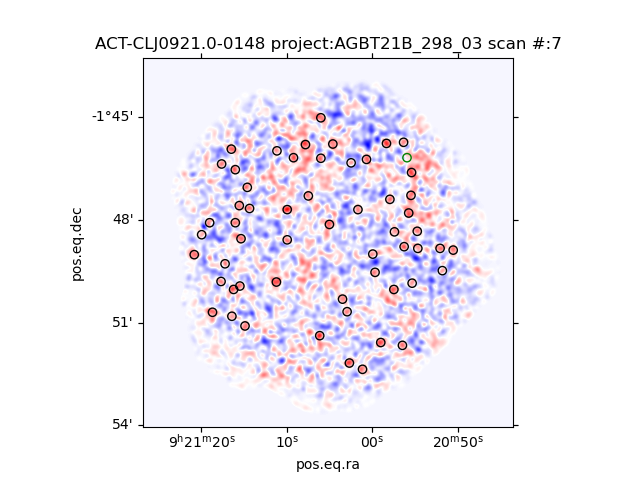 ACT-CLJ0921.0-0148 project:AGBT21B_298_03 scan #:7
-1°45'
48'
51'
54'
pos.eq.dec
9h21m20s 10s 00s 20m50s
pos.eq.ra